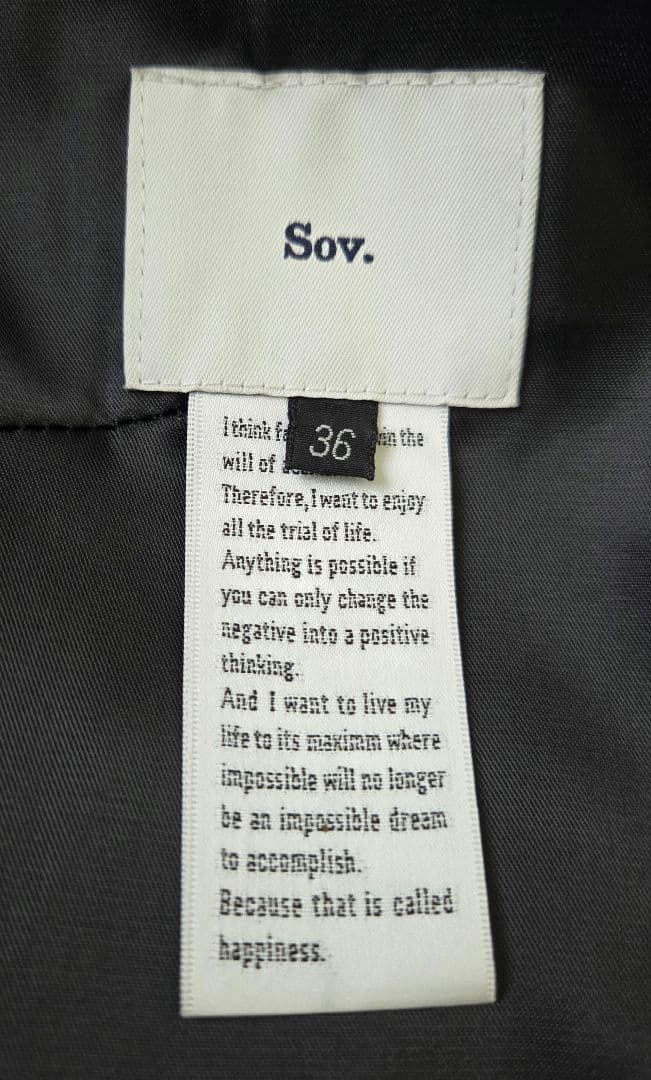 Sov.
36
I think in the
will of
Therefore, I want to enjoy
all the trial of life.
Anything is possible if
you can only change the
negative into a positive
thinking.
And I want to live my
life to its maximm where
impossible will no longer
be an impossible dream
to accomplish.
Because that is called
happiness.